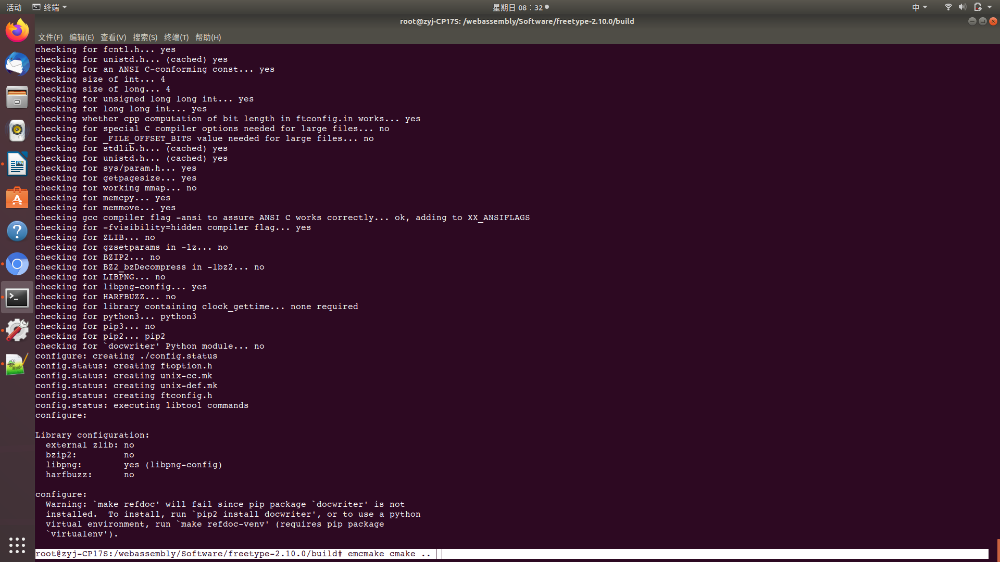 活动 终端 星期日 08：32 中
root@zyj-CP17S: /webassembly/Software/freetype-2.10.0/build
文件(F) 编辑(E) 查看(V) 搜索(S) 终端(T) 帮助(H)
checking for fcntl.h... yes
checking for unistd.h... (cached) yes
checking for an ANSI C-conforming const... yes
checking size of int... 4
checking size of long... 4
checking for unsigned long long int... yes
checking for long long int... yes
checking whether cpp computation of bit length in ftconfig.in works... yes
checking for special C compiler options needed for large files... no
checking for _FILE_OFFSET_BITS value needed for large files... no
checking for stdlib.h... (cached) yes
checking for unistd.h... (cached) yes
checking for sys/param.h... yes
checking for getpagesize... yes
checking for working mmap... no
checking for memcpy... yes
checking for memmove... yes
checking gcc compiler flag -ansi to assure ANSI C works correctly... ok, adding to XX_ANSIFLAGS
checking for -fvisibility=hidden compiler flag... yes
checking for ZLIB... no
checking for gzsetparams in -lz... no
checking for BZIP2... no
checking for BZ2_bzDecompress in -lbz2... no
checking for LIBPNG... no
checking for libpng-config... yes
checking for HARFBUZZ... no
checking for library containing clock_gettime... none required
checking for python3... python3
checking for pip3... no
checking for pip2... pip2
checking for `docwriter' Python module... no
configure: creating ./config.status
config.status: creating ftoption.h
config.status: creating unix-cc.mk
config.status: creating unix-def.mk
config.status: creating ftconfig.h
config.status: executing libtool commands
configure:
Library configuration:
external zlib: no
bzip2: no
libpng: yes (libpng-config)
harfbuzz: no
configure:
Warning: `make refdoc' will fail since pip package `docwriter' is not
installed.  To install, run `pip2 install docwriter', or to use a python
virtual environment, run `make refdoc-venv' (requires pip package
`virtualenv').
root@zyj-CP17S:/webassembly/Software/freetype-2.10.0/build# emcmake cmake ..